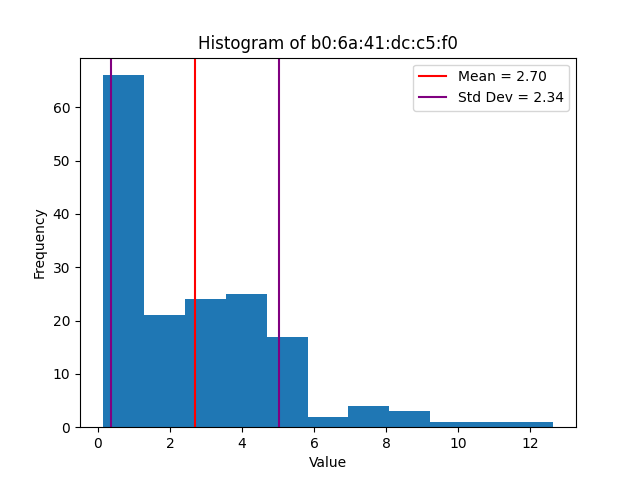 Histogram of b0:6a:41:dc:c5:f0
Mean = 2.70
Std Dev = 2.34
Frequency
60
50
40
30
20
10
0
0 2 4 6 8 10 12
Value